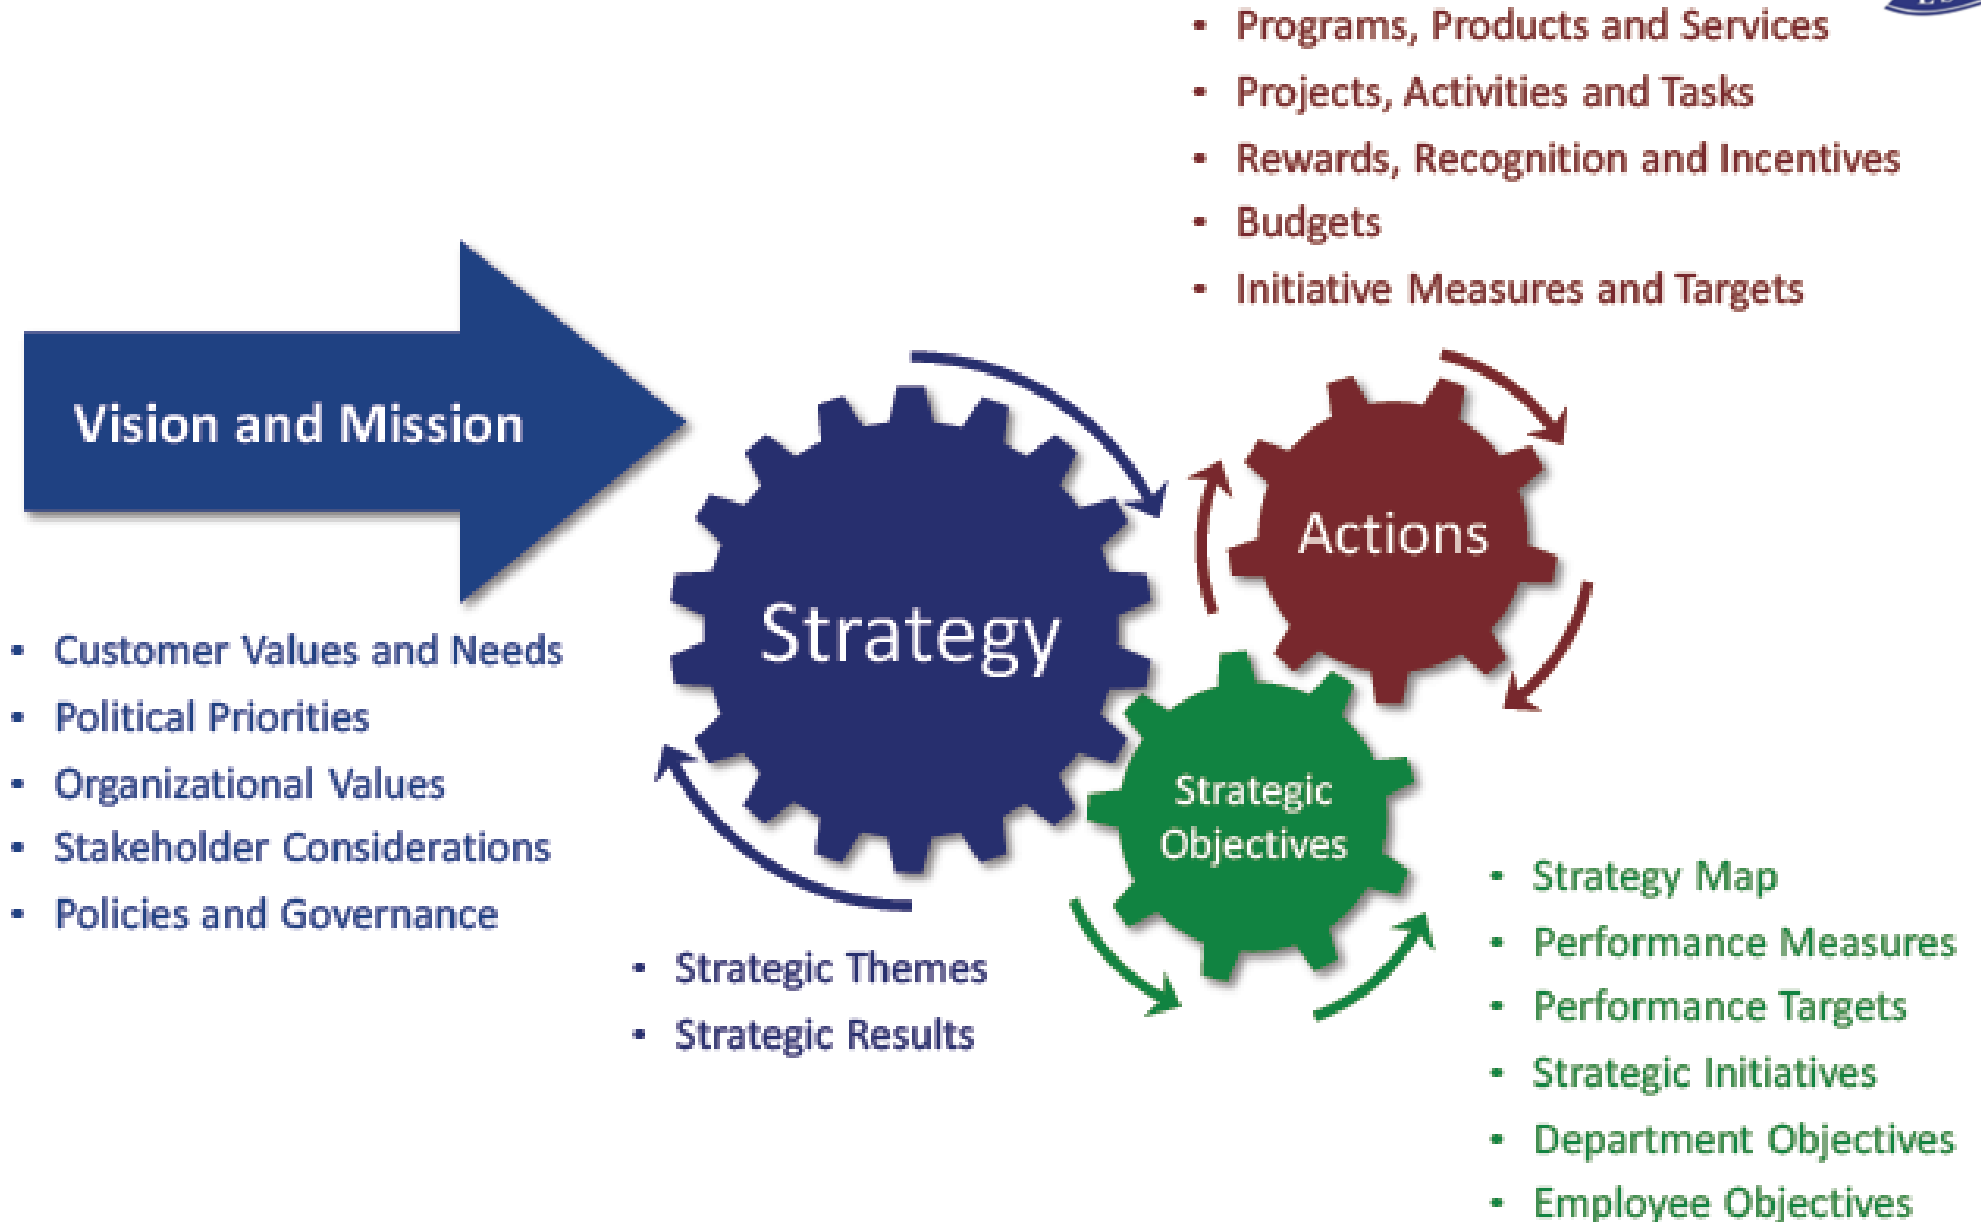 • Programs, Products and Services
• Projects, Activities and Tasks
• Rewards, Recognition and Incentives
• Budgets
• Initiative Measures and Targets
Vision and Mission
• Customer Values and Needs
• Political Priorities
• Organizational Values
• Stakeholder Considerations
• Policies and Governance
Strategy
• Strategic Themes
• Strategic Results
Actions
Strategic
Objectives
• Strategy Map
• Performance Measures
• Performance Targets
• Strategic Initiatives
• Department Objectives
• Employee Objectives